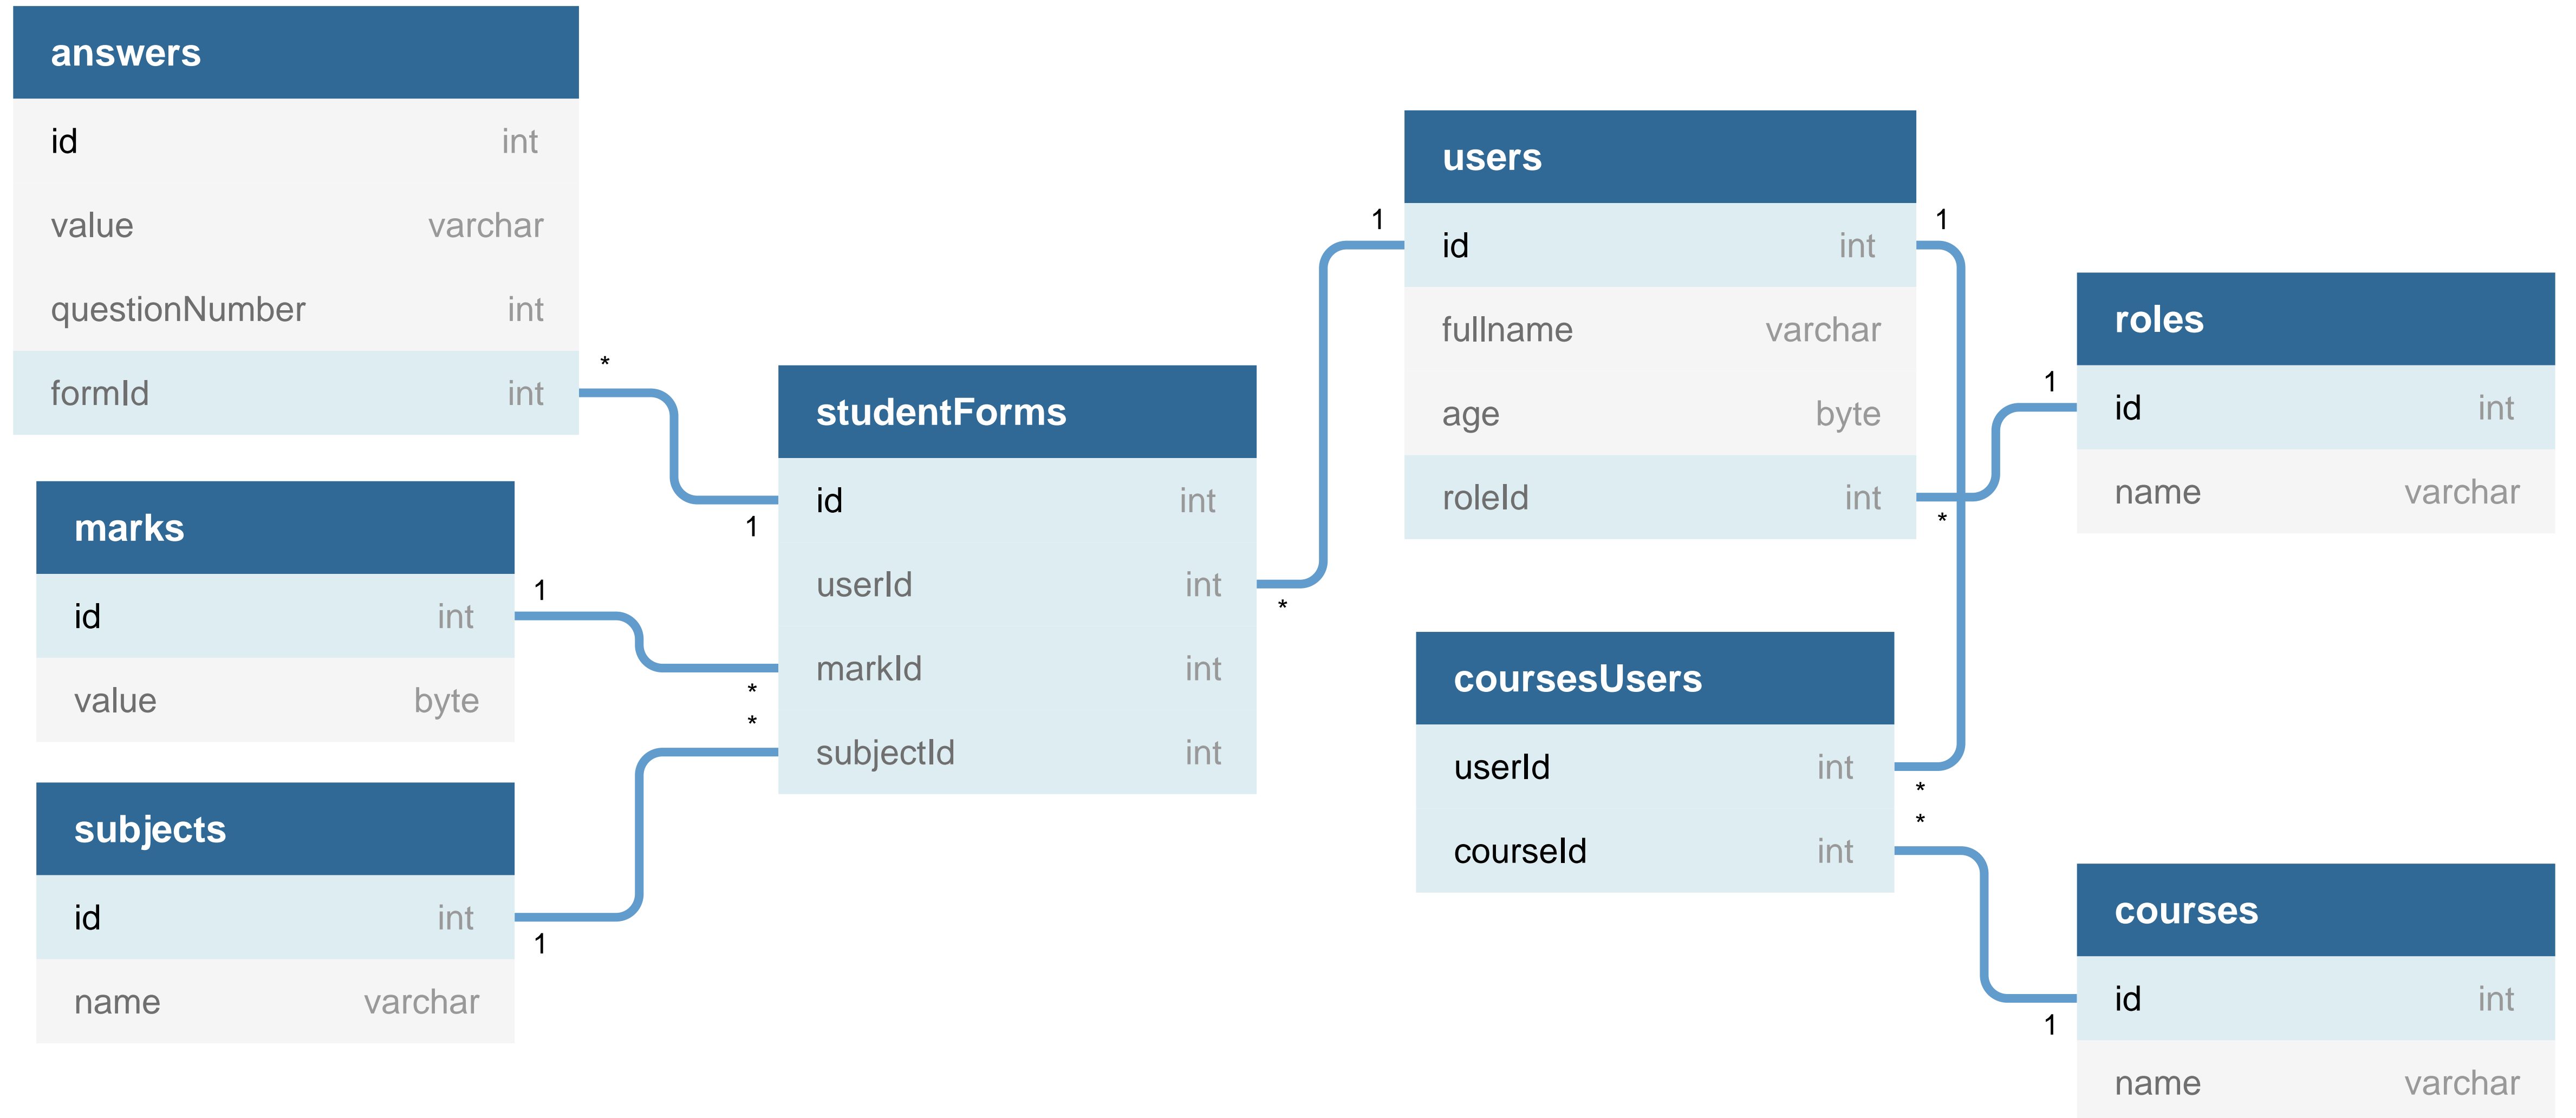 answers
id int
value varchar
questionNumber int
formId int
*
1
marks
id int
value byte
1
*
subjects
id int
name varchar
1
*
studentForms
id int
userId int
markId int
subjectId int
*
1
users
id int
fullname varchar
age byte
roleId int
1
*
1
roles
id int
name varchar
coursesUsers
userId int
courseId int
*
*
1
courses
id int
name varchar